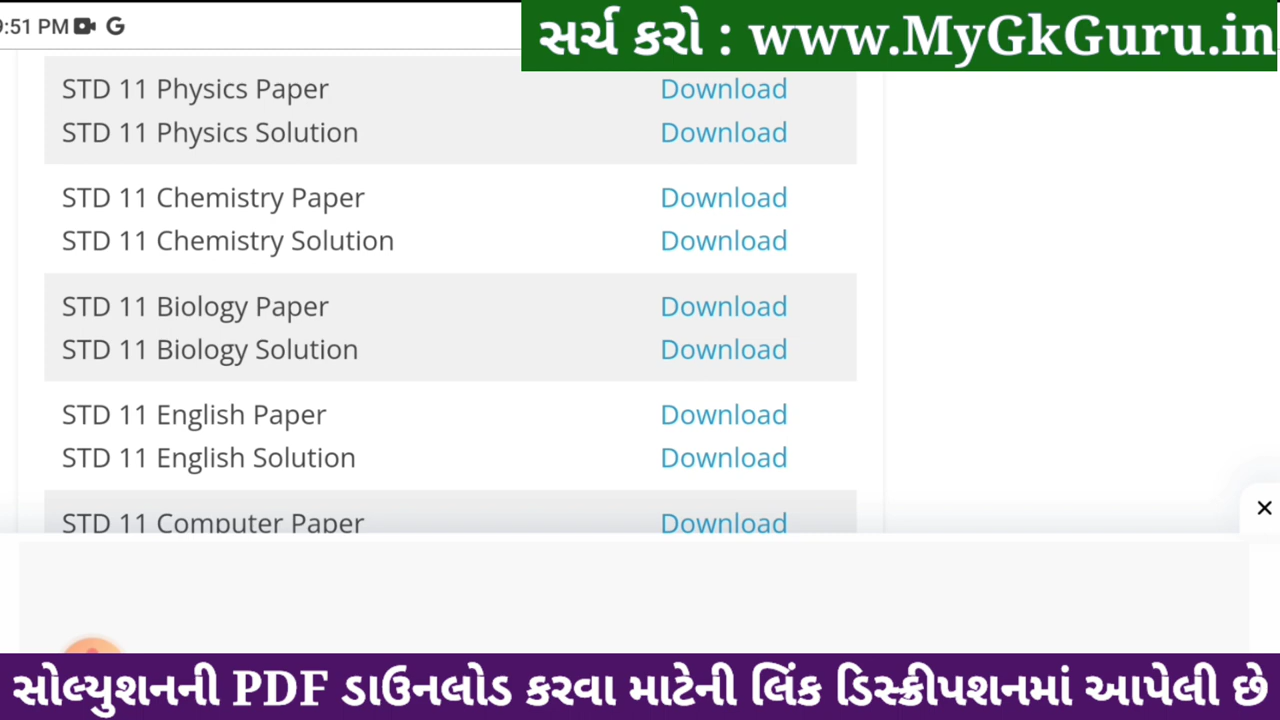 9:51 PM G
સર્ચ કરો : www.MyGkGuru.in
STD 11 Physics Paper Download
STD 11 Physics Solution Download
STD 11 Chemistry Paper Download
STD 11 Chemistry Solution Download
STD 11 Biology Paper Download
STD 11 Biology Solution Download
STD 11 English Paper Download
STD 11 English Solution Download
STD 11 Computer Paper Download
સોલ્યુશનની PDF ડાઉનલોડ કરવા માટેની લિંક ડિસ્ક્રીપશનમાં આપેલી છે